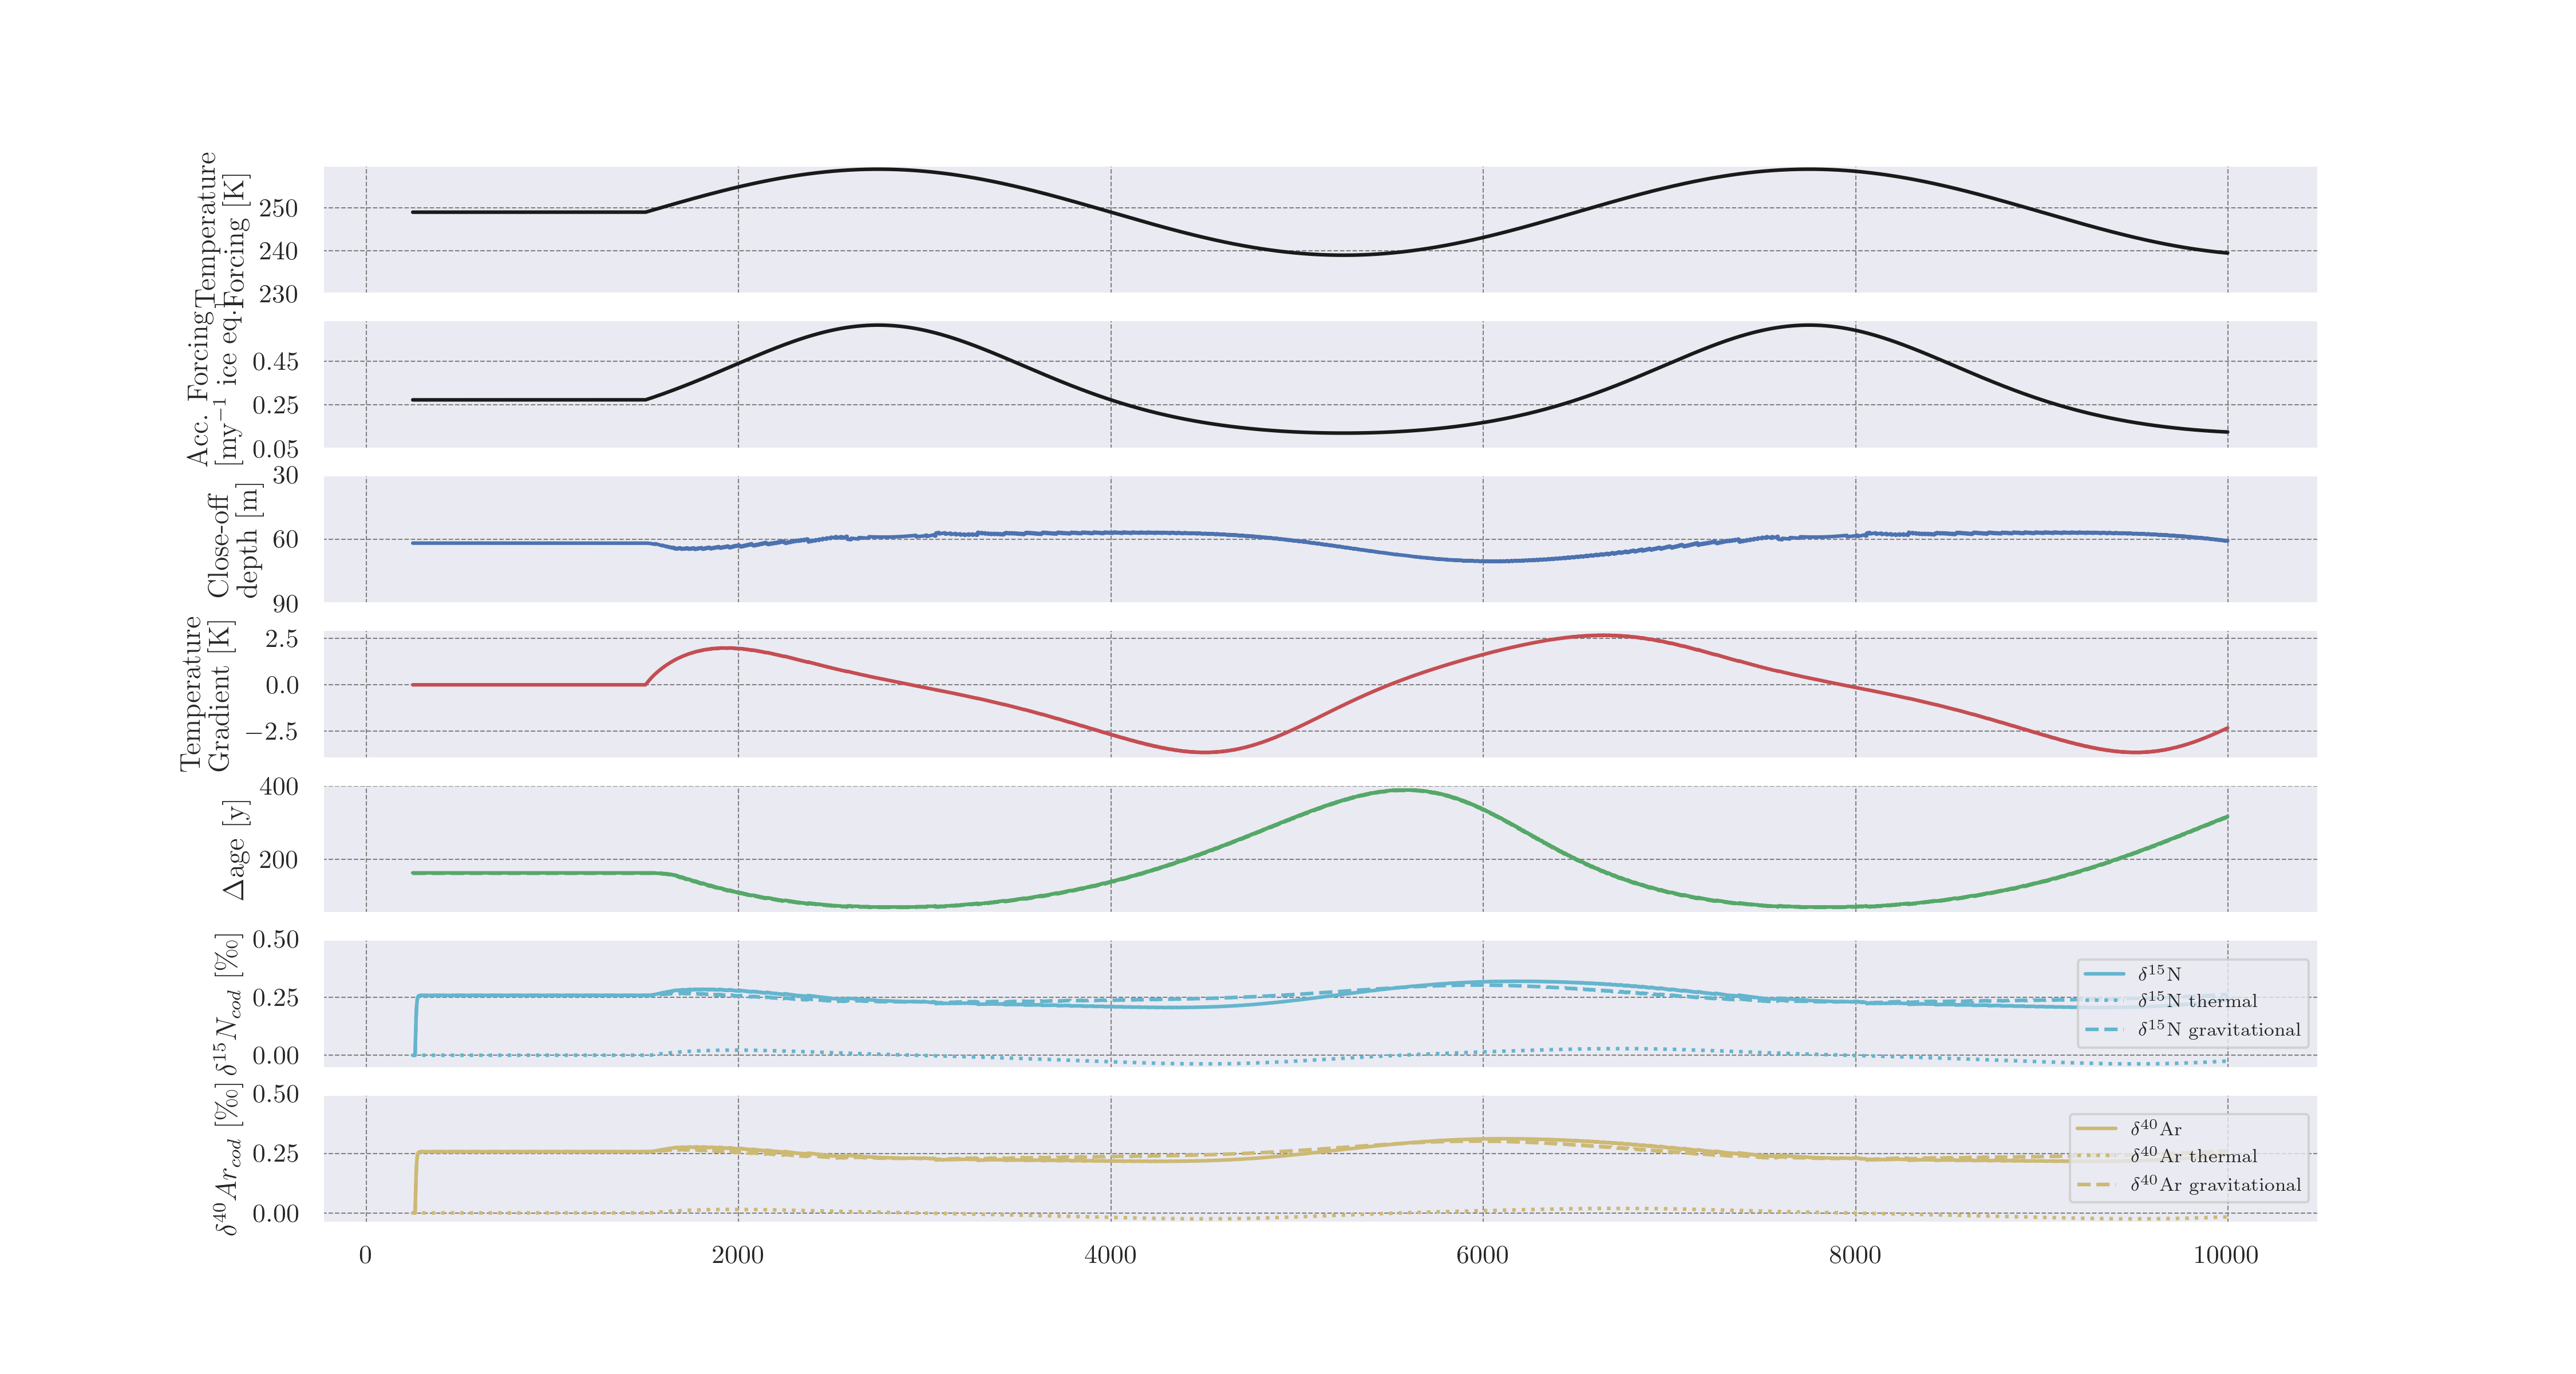 Temperature
Forcing [K]
250
240
230
Acc. Forcing
[my⁻¹ ice eq.]
0.45
0.25
0.05
Close-off
depth [m]
30
60
90
Temperature
Gradient [K]
2.5
0.0
−2.5
Δage [y]
400
200
δ¹⁵N_cod [‰]
0.50
0.25
0.00
δ¹⁵N
δ¹⁵N thermal
δ¹⁵N gravitational
δ⁴⁰Ar_cod [‰]
0.50
0.25
0.00
δ⁴⁰Ar
δ⁴⁰Ar thermal
δ⁴⁰Ar gravitational
0 2000 4000 6000 8000 10000